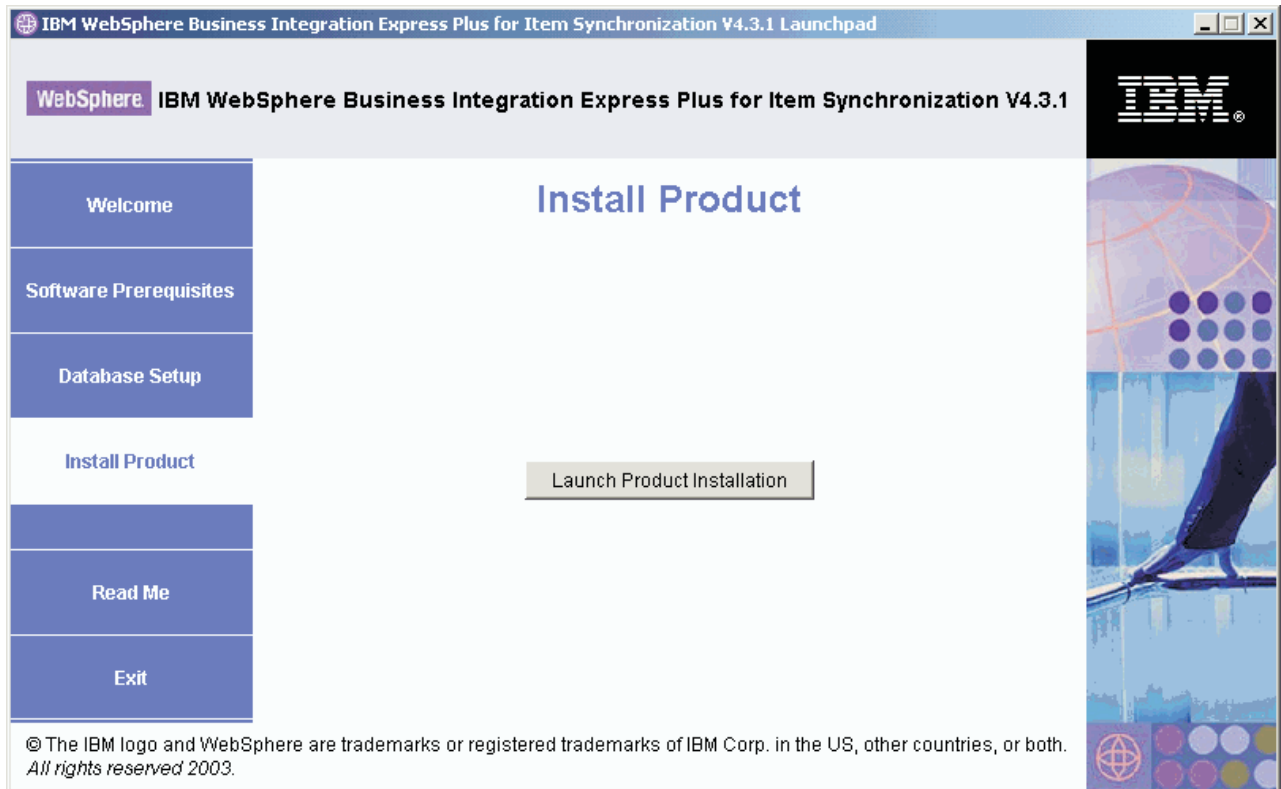 IBM WebSphere Business Integration Express Plus for Item Synchronization V4.3.1 Launchpad
WebSphere. IBM WebSphere Business Integration Express Plus for Item Synchronization V4.3.1
IBM®
Welcome
Software Prerequisites
Database Setup
Install Product
Read Me
Exit
Install Product
Launch Product Installation
© The IBM logo and WebSphere are trademarks or registered trademarks of IBM Corp. in the US, other countries, or both.
All rights reserved 2003.